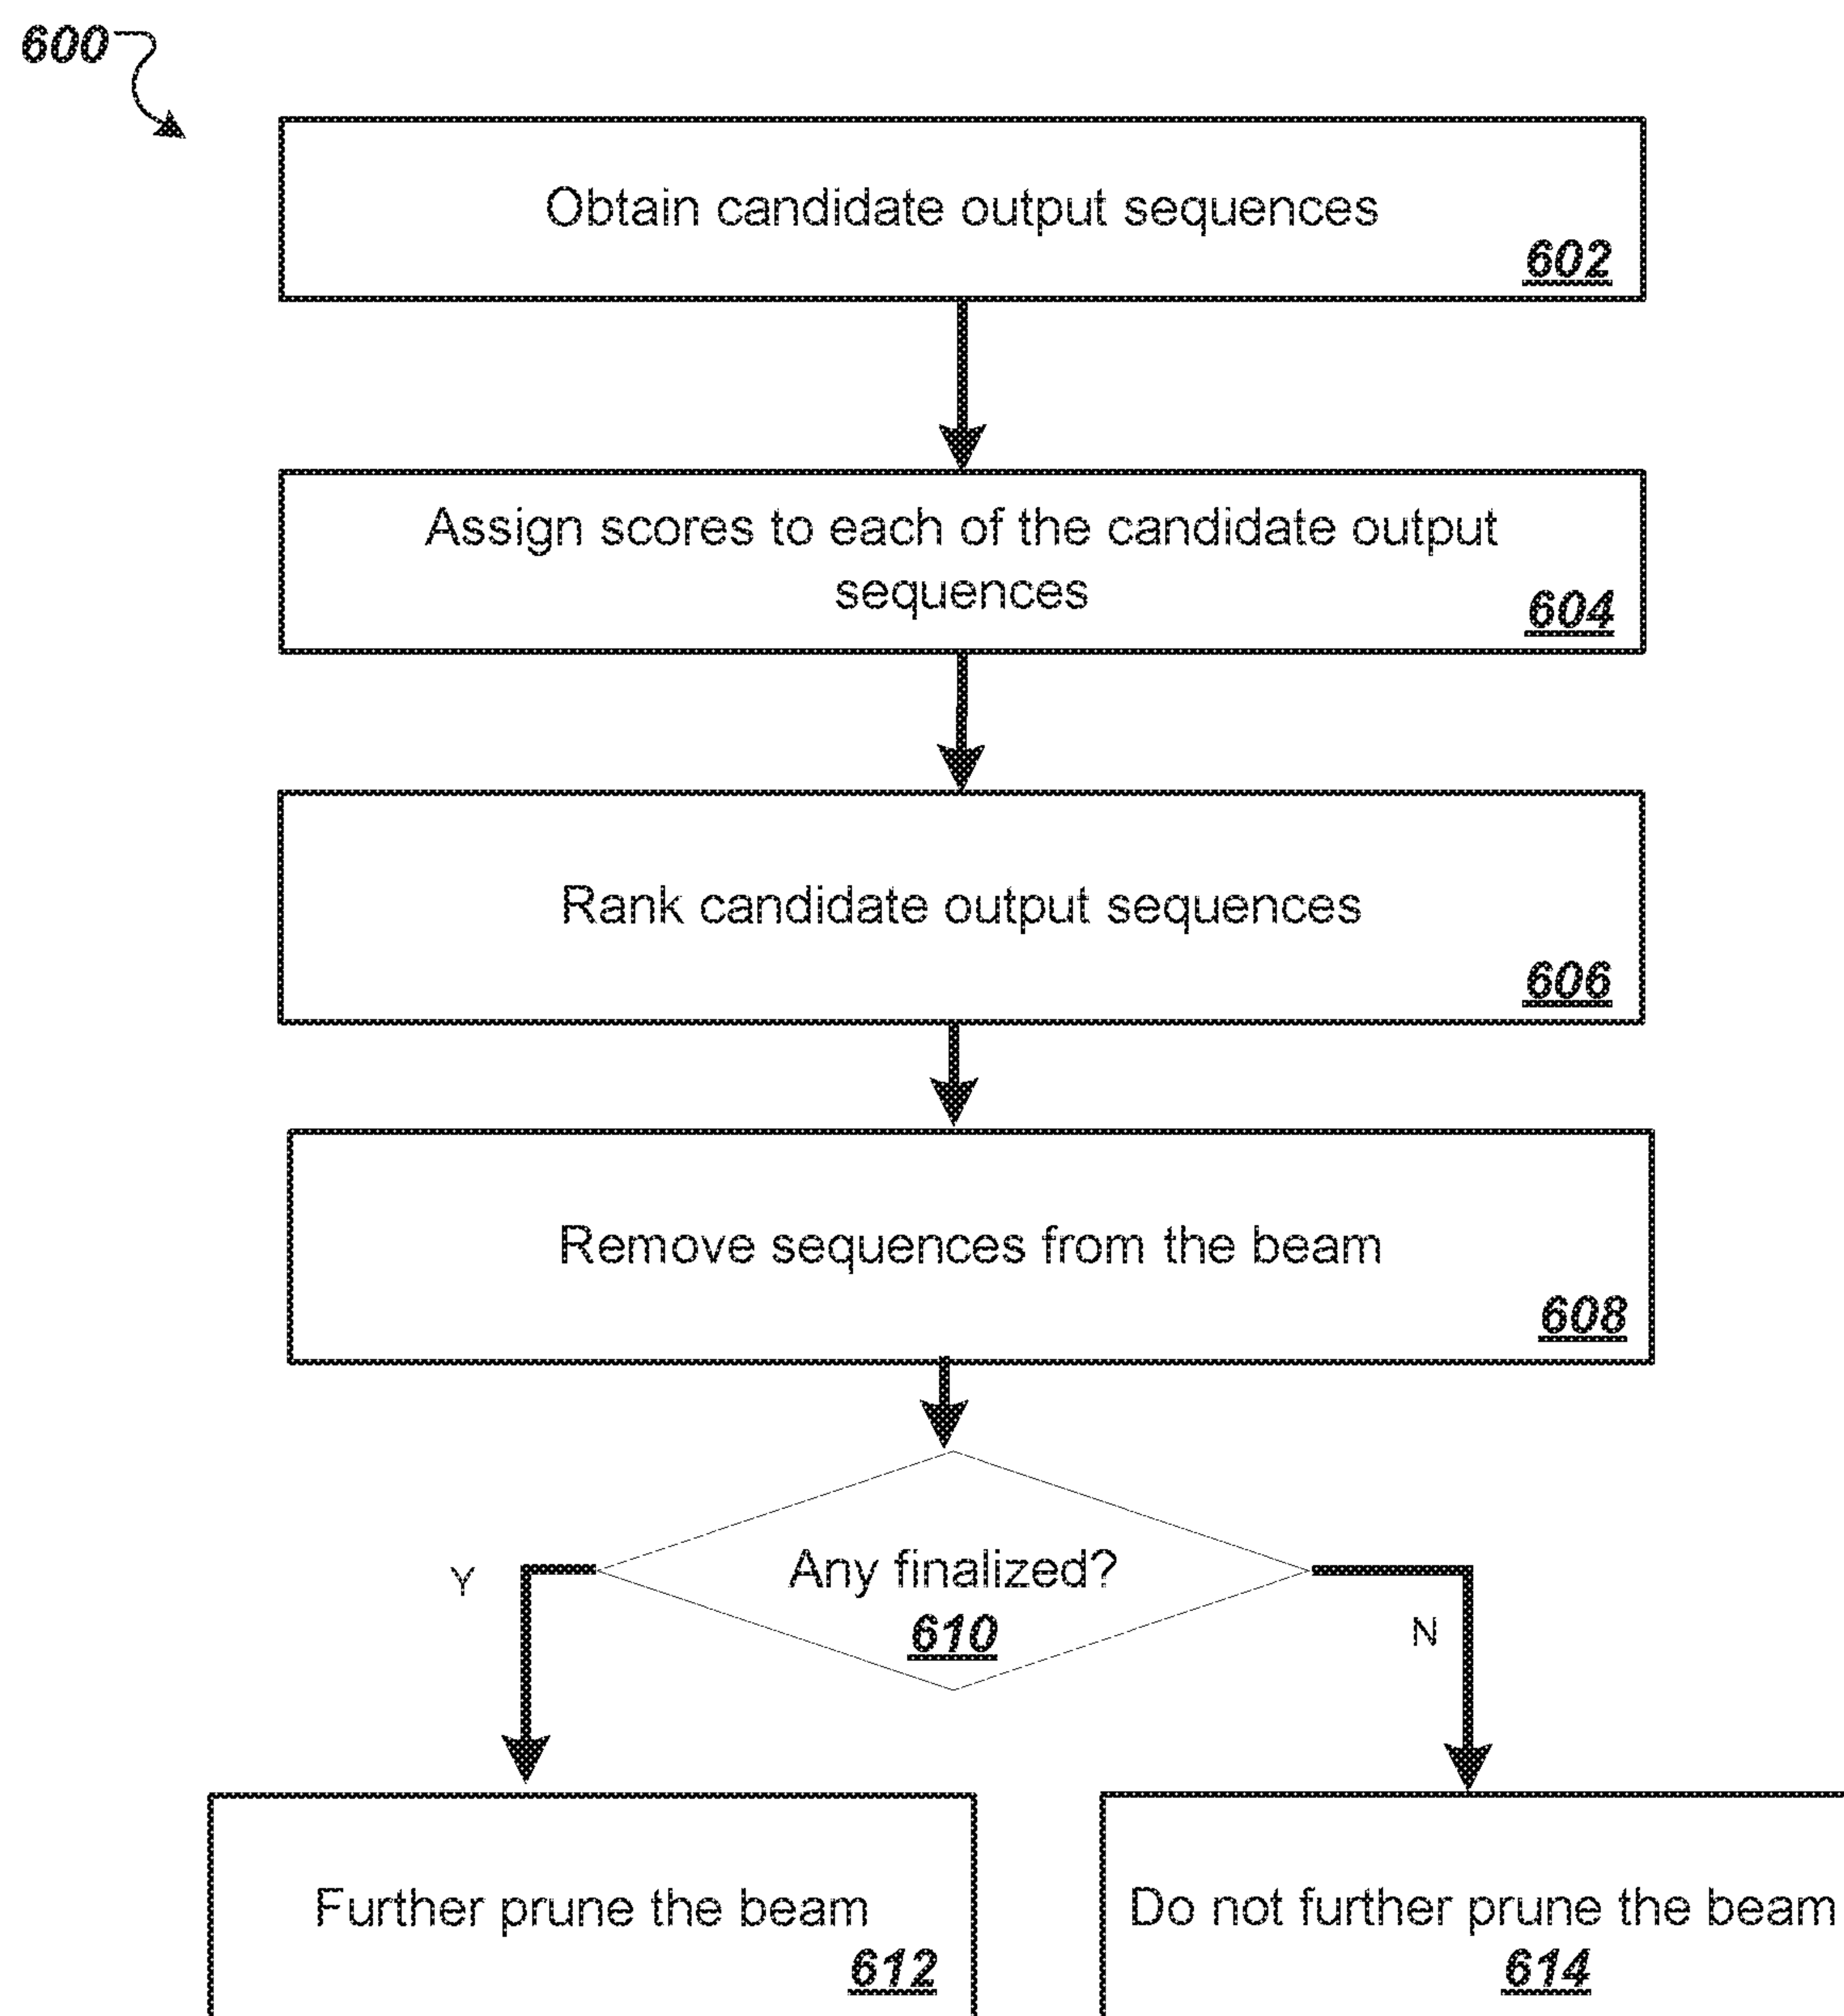 600
Obtain candidate output sequences
602
Assign scores to each of the candidate output
sequences
604
Rank candidate output sequences
606
Remove sequences from the beam
608
Any finalized?
610
Y
N
Further prune the beam
612
Do not further prune the beam
614